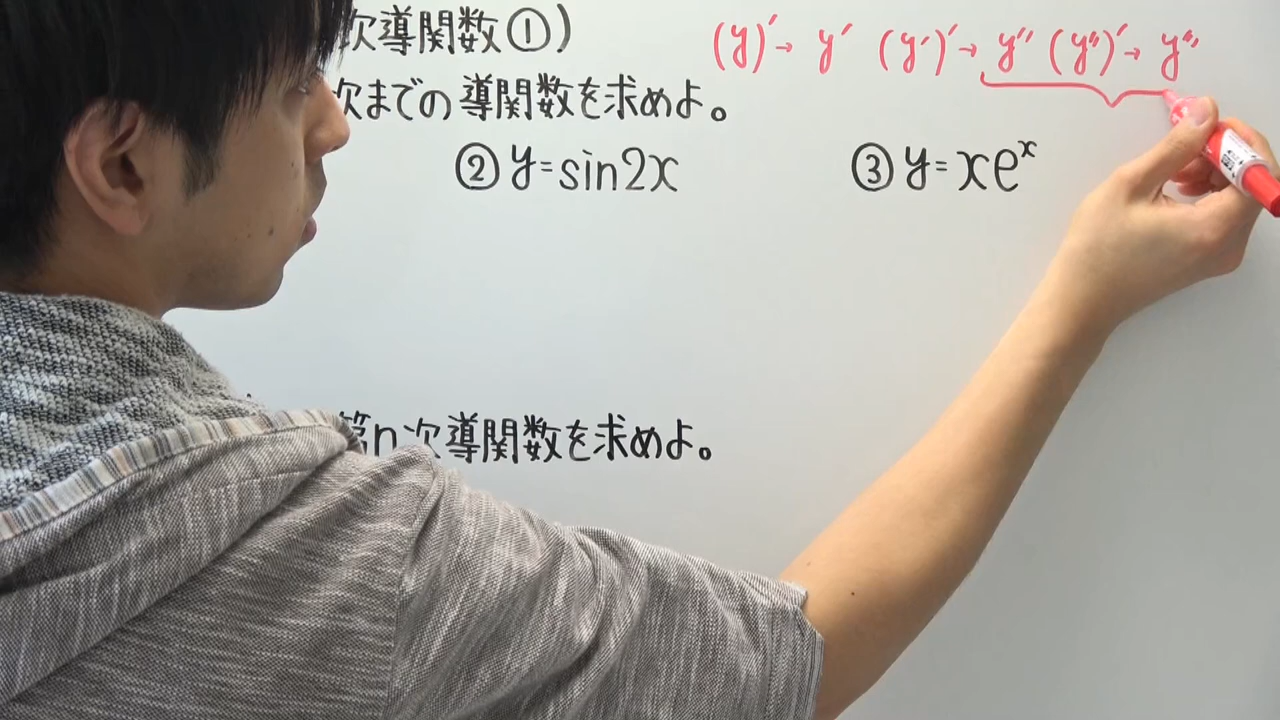 次導関数①)
(y)'→ y' (y')'→ y'' (y'')'→ y'''
次までの導関数を求めよ。
② y=sin2x ③ y=xeˣ
第n次導関数を求めよ。